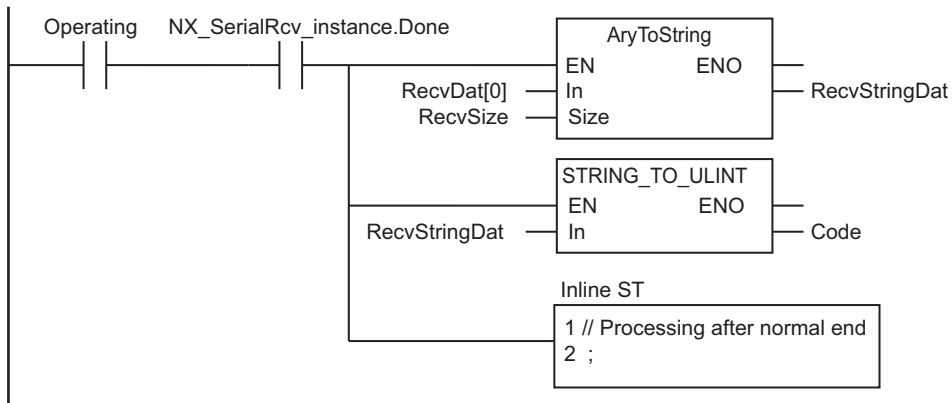 Operating NX_SerialRcv_instance.Done
AryToString
EN ENO
RecvDat[0] In RecvStringDat
RecvSize Size
STRING_TO_ULINT
EN ENO
RecvStringDat In Code
Inline ST
1 // Processing after normal end
2 ;